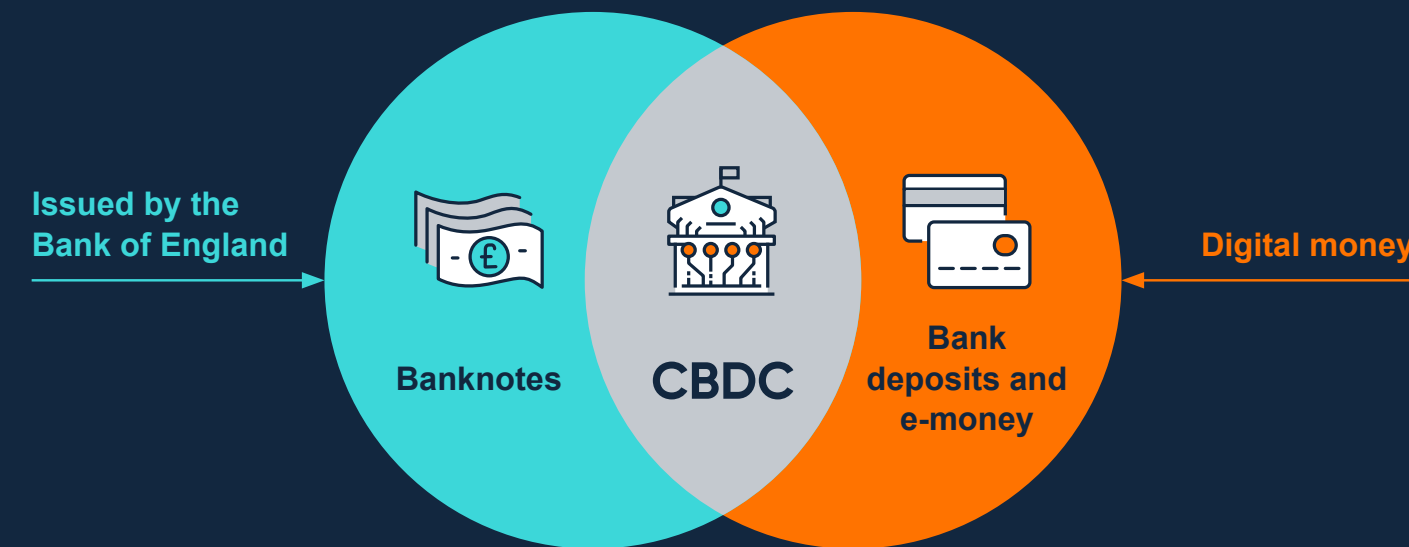 Issued by the
Bank of England
£
Banknotes
CBDC
Bank
deposits and
e-money
Digital money